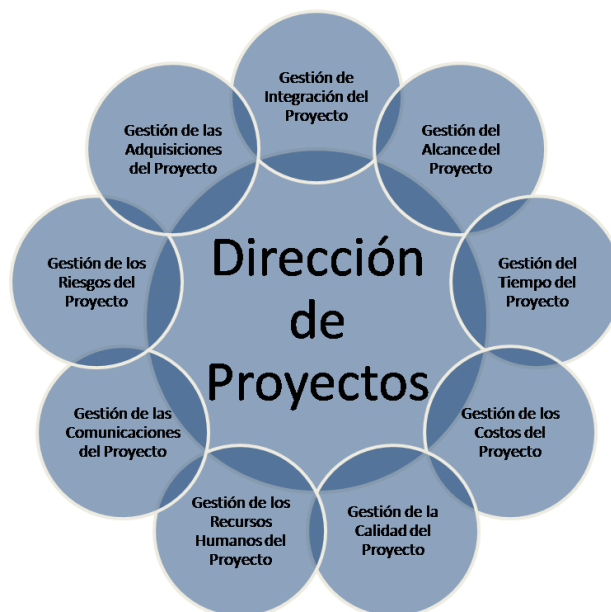 Gestión de
Integración del
Proyecto
Gestión del
Alcance del
Proyecto
Gestión del
Tiempo del
Proyecto
Gestión de los
Costos del
Proyecto
Gestión de la
Calidad del
Proyecto
Gestión de los
Recursos
Humanos del
Proyecto
Gestión de las
Comunicaciones
del Proyecto
Gestión de los
Riesgos del
Proyecto
Gestión de las
Adquisiciones
del Proyecto
Dirección
de
Proyectos